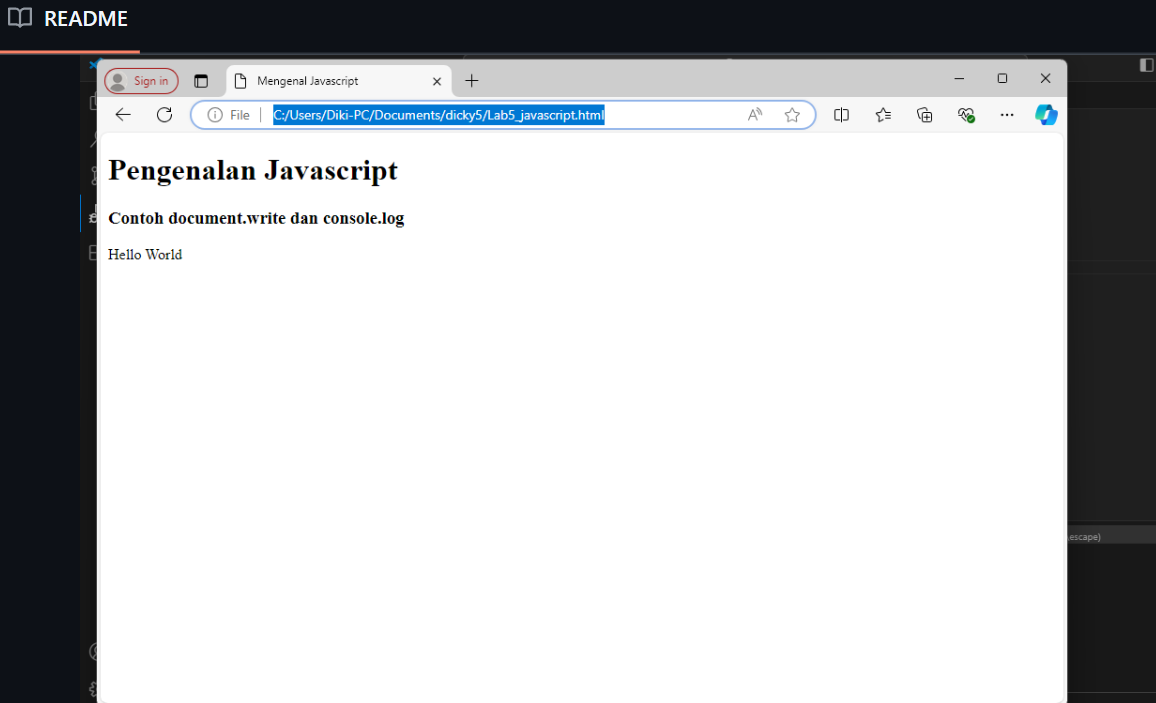 README
Sign in
Mengenal Javascript
File
C:/Users/Diki-PC/Documents/dicky5/Lab5_javascript.html
Pengenalan Javascript
Contoh document.write dan console.log
Hello World
escape)